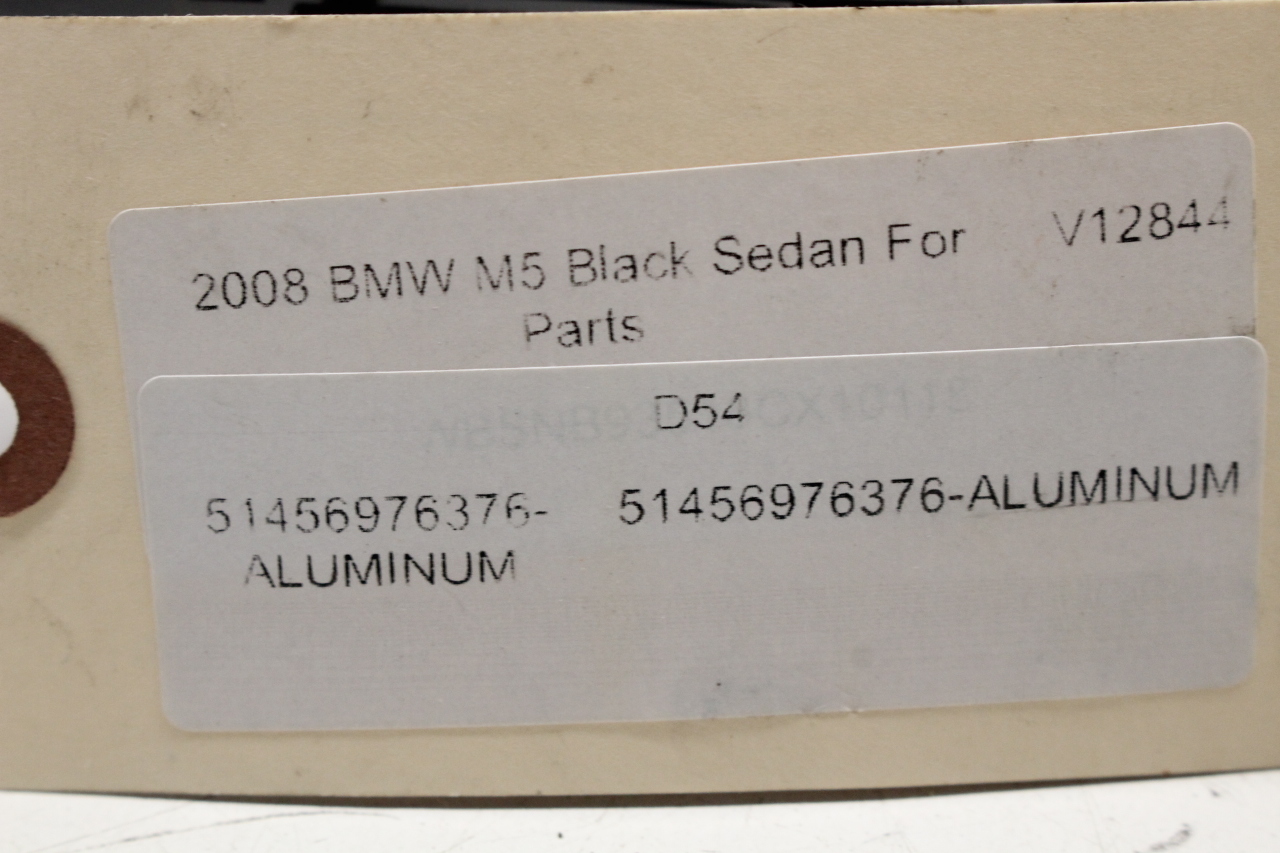 2008 BMW M5 Black Sedan For V12844
Parts
D54
51456976376- 51456976376-ALUMINUM
ALUMINUM